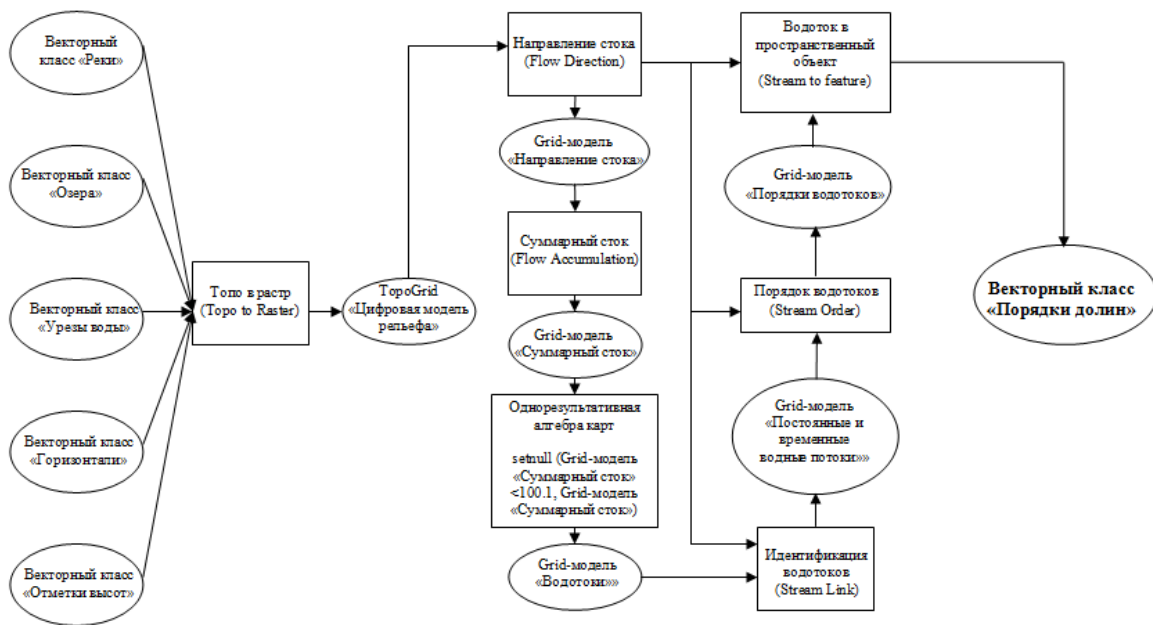 Векторный
класс «Реки»
Векторный класс
«Озера»
Векторный класс
«Урезы воды»
Векторный класс
«Горизонтали»
Векторный класс
«Отметки высот»
Топо в растр
(Topo to Raster)
TopoGrid
«Цифровая модель
рельефа»
Направление стока
(Flow Direction)
Grid-модель
«Направление стока»
Суммарный сток
(Flow Accumulation)
Grid-модель
«Суммарный сток»
Однорезультативная
алгебра карт
setnull (Grid-модель
«Суммарный сток»
<100.1, Grid-модель
«Суммарный сток»)
Grid-модель
«Водотоки»»
Водоток в
пространственный
объект
(Stream to feature)
Grid-модель
«Порядки водотоков»
Порядок водотоков
(Stream Order)
Grid-модель
«Постоянные и
временные
водные потоки»»
Идентификация
водотоков
(Stream Link)
Векторный класс
«Порядки долин»